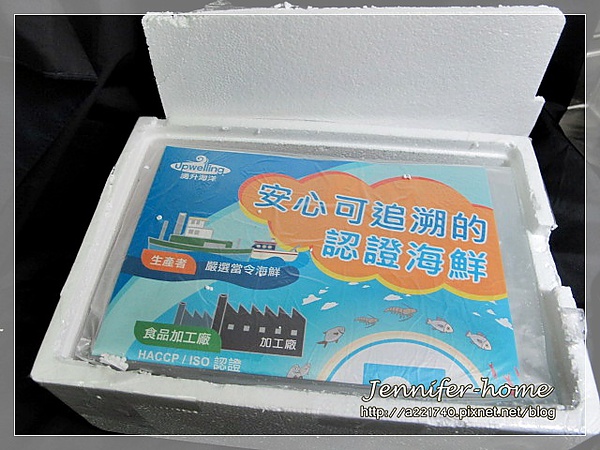 upwelling
湧升海洋
安心可追溯的
認證海鮮
生產者
嚴選當令海鮮
食品加工廠
加工廠
HACCP / ISO 認證
Jennifer-home
http://a221740.pixnet.net/blog